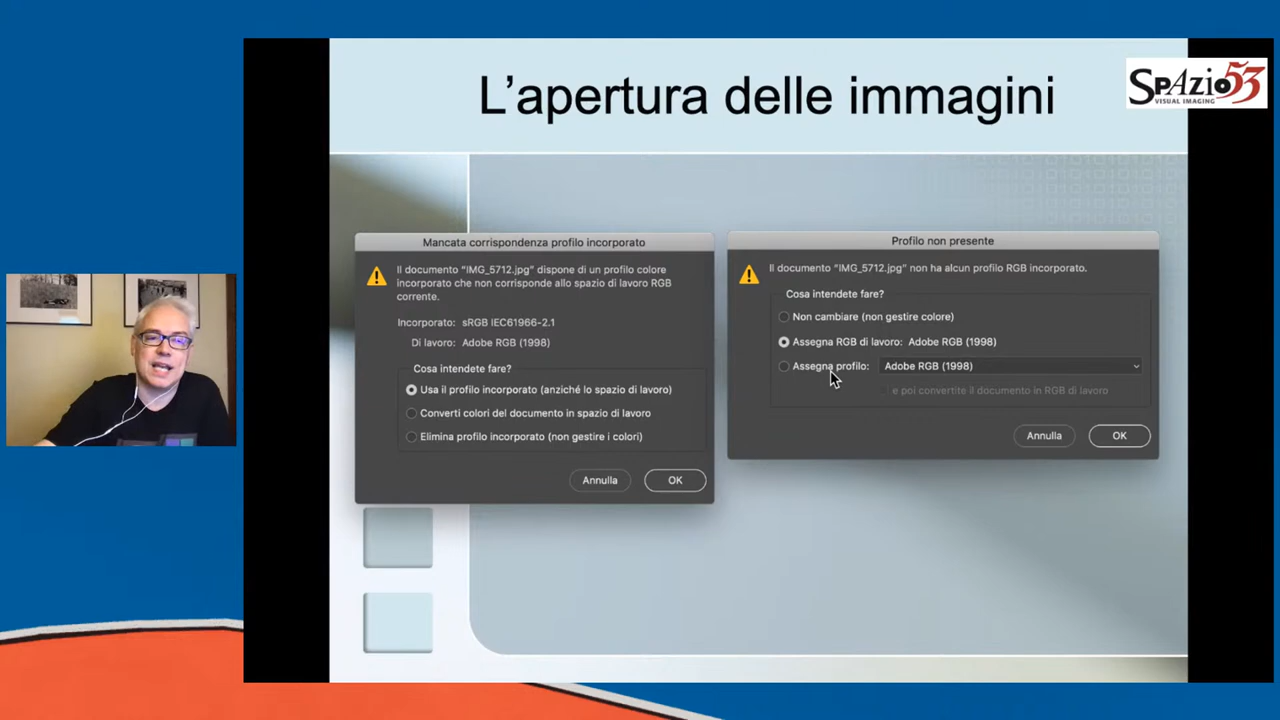 L'apertura delle immagini
SPAZIO 53
VISUAL IMAGING
Mancata corrispondenza profilo incorporato
Il documento "IMG_5712.jpg" dispone di un profilo colore
incorporato che non corrisponde allo spazio di lavoro RGB
corrente.
Incorporato: sRGB IEC61966-2.1
Di lavoro: Adobe RGB (1998)
Cosa intendete fare?
Usa il profilo incorporato (anziché lo spazio di lavoro)
Converti colori del documento in spazio di lavoro
Elimina profilo incorporato (non gestire i colori)
Annulla
OK
Profilo non presente
Il documento "IMG_5712.jpg" non ha alcun profilo RGB incorporato.
Cosa intendete fare?
Non cambiare (non gestire colore)
Assegna RGB di lavoro: Adobe RGB (1998)
Assegna profilo: Adobe RGB (1998)
e poi convertite il documento in RGB di lavoro
Annulla
OK